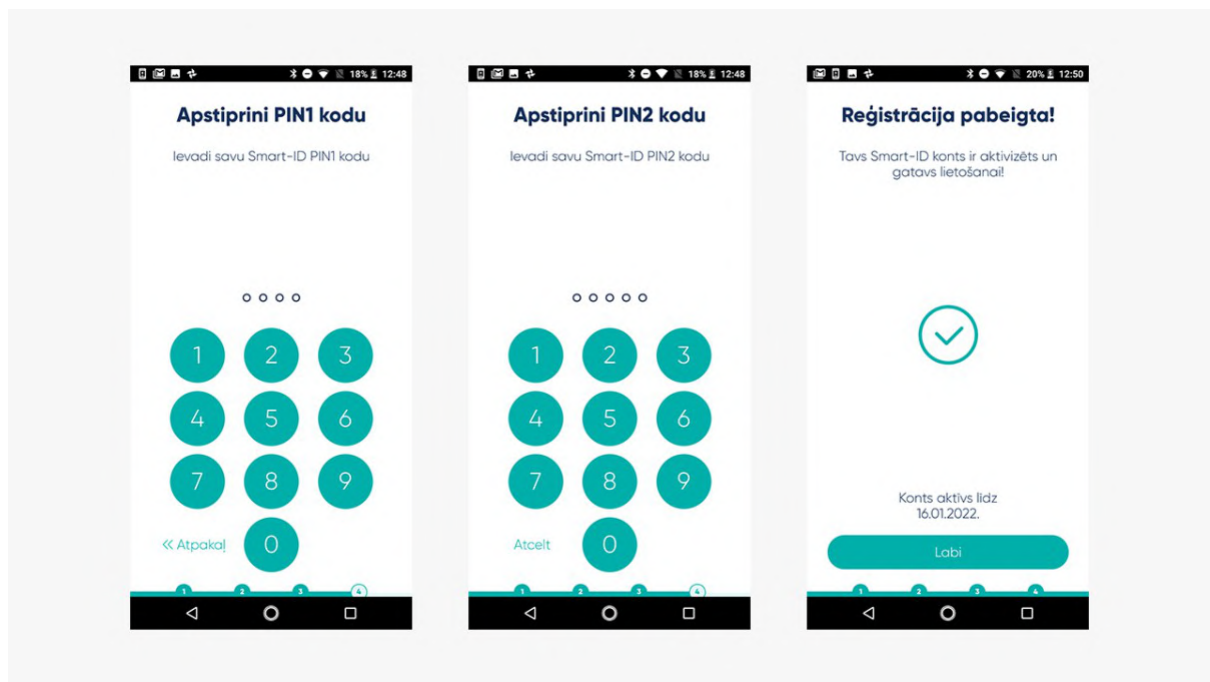 18% 12:48
Apstiprini PIN1 kodu
Ievadi savu Smart-ID PIN1 kodu
1 2 3
4 5 6
7 8 9
« Atpakaļ 0
1 2 3 4
18% 12:48
Apstiprini PIN2 kodu
Ievadi savu Smart-ID PIN2 kodu
1 2 3
4 5 6
7 8 9
Atcelt 0
1 2 3 4
20% 12:50
Reģistrācija pabeigta!
Tavs Smart-ID konts ir aktivizēts un
gatavs lietošanai!
Konts aktīvs līdz
16.01.2022.
Labi
1 2 3 4